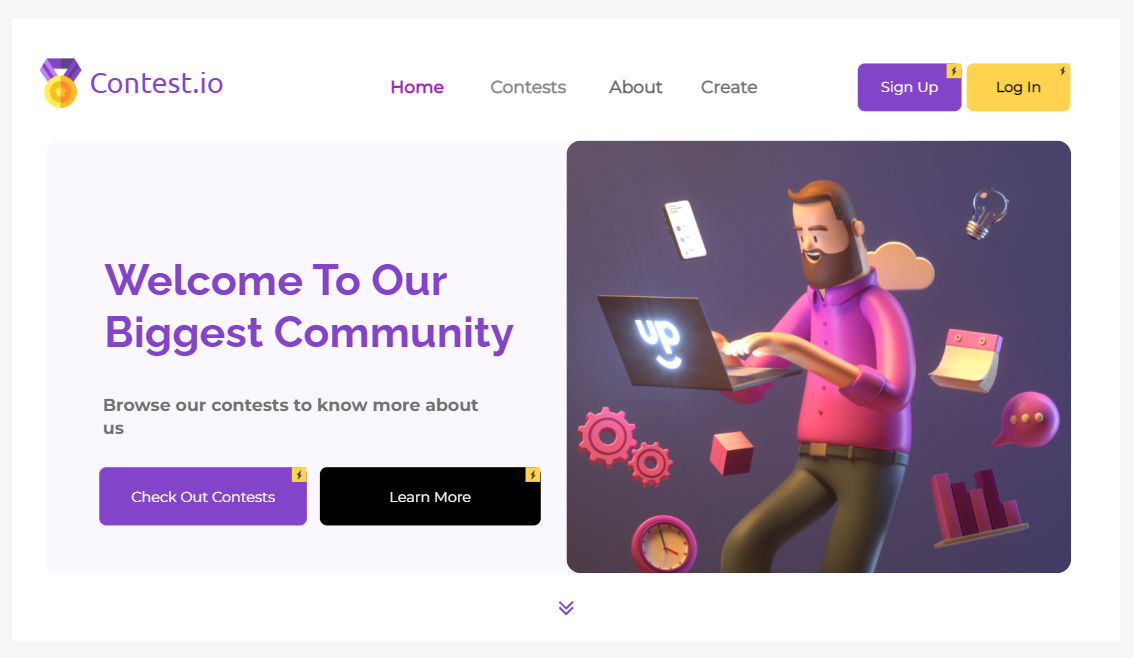 Contest.io
Home
Contests
About
Create
Sign Up
Log In
Welcome To Our
Biggest Community
Browse our contests to know more about
us
Check Out Contests
Learn More
up